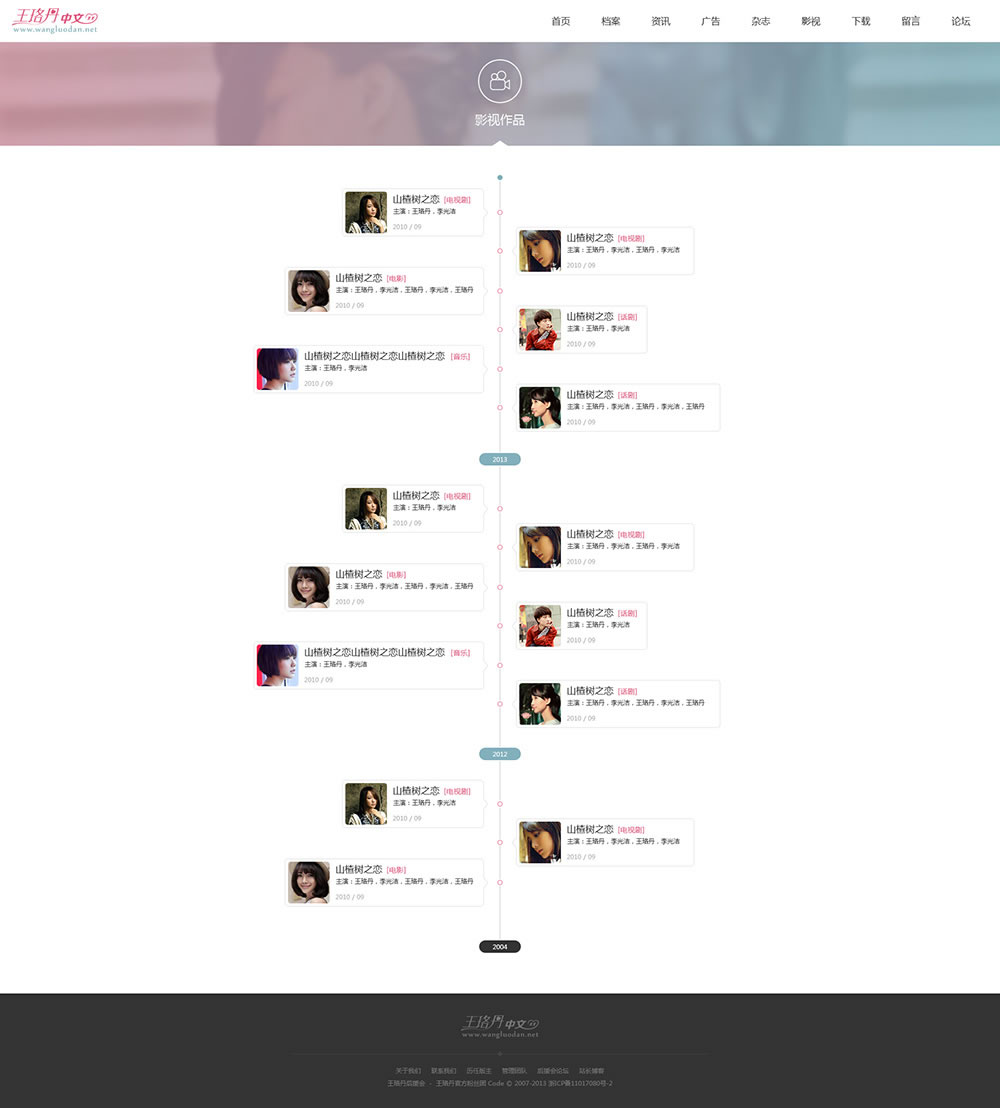 王珞丹中文
www.wangluodan.net
首页 档案 资讯 广告 杂志 影视 下载 留言 论坛
影视作品
山楂树之恋 [电视剧]
主演：王珞丹，李光洁
2010 / 09
山楂树之恋 [电视剧]
主演：王珞丹，李光洁，王珞丹，李光洁
2010 / 09
山楂树之恋 [电影]
主演：王珞丹，李光洁，王珞丹，李光洁，王珞丹
2010 / 09
山楂树之恋 [话剧]
主演：王珞丹，李光洁
2010 / 09
山楂树之恋山楂树之恋山楂树之恋 [音乐]
主演：王珞丹，李光洁
2010 / 09
山楂树之恋 [话剧]
主演：王珞丹，李光洁，王珞丹，李光洁，王珞丹
2010 / 09
2013
山楂树之恋 [电视剧]
主演：王珞丹，李光洁
2010 / 09
山楂树之恋 [电视剧]
主演：王珞丹，李光洁，王珞丹，李光洁
2010 / 09
山楂树之恋 [电影]
主演：王珞丹，李光洁，王珞丹，李光洁，王珞丹
2010 / 09
山楂树之恋 [话剧]
主演：王珞丹，李光洁
2010 / 09
山楂树之恋山楂树之恋山楂树之恋 [音乐]
主演：王珞丹，李光洁
2010 / 09
山楂树之恋 [话剧]
主演：王珞丹，李光洁，王珞丹，李光洁，王珞丹
2010 / 09
2012
山楂树之恋 [电视剧]
主演：王珞丹，李光洁
2010 / 09
山楂树之恋 [电视剧]
主演：王珞丹，李光洁，王珞丹，李光洁
2010 / 09
山楂树之恋 [电影]
主演：王珞丹，李光洁，王珞丹，李光洁，王珞丹
2010 / 09
2004
王珞丹中文
www.wangluodan.net
关于我们 联系我们 历任版主 管理团队 后援会论坛 站长博客
王珞丹后援会 - 王珞丹官方粉丝团 Code © 2007-2013 浙ICP备11017080号-2